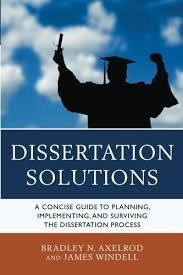 DISSERTATION
SOLUTIONS
A CONCISE GUIDE TO PLANNING,
IMPLEMENTING, AND SURVIVING
THE DISSERTATION PROCESS
BRADLEY N. AXELROD
AND JAMES WINDELL